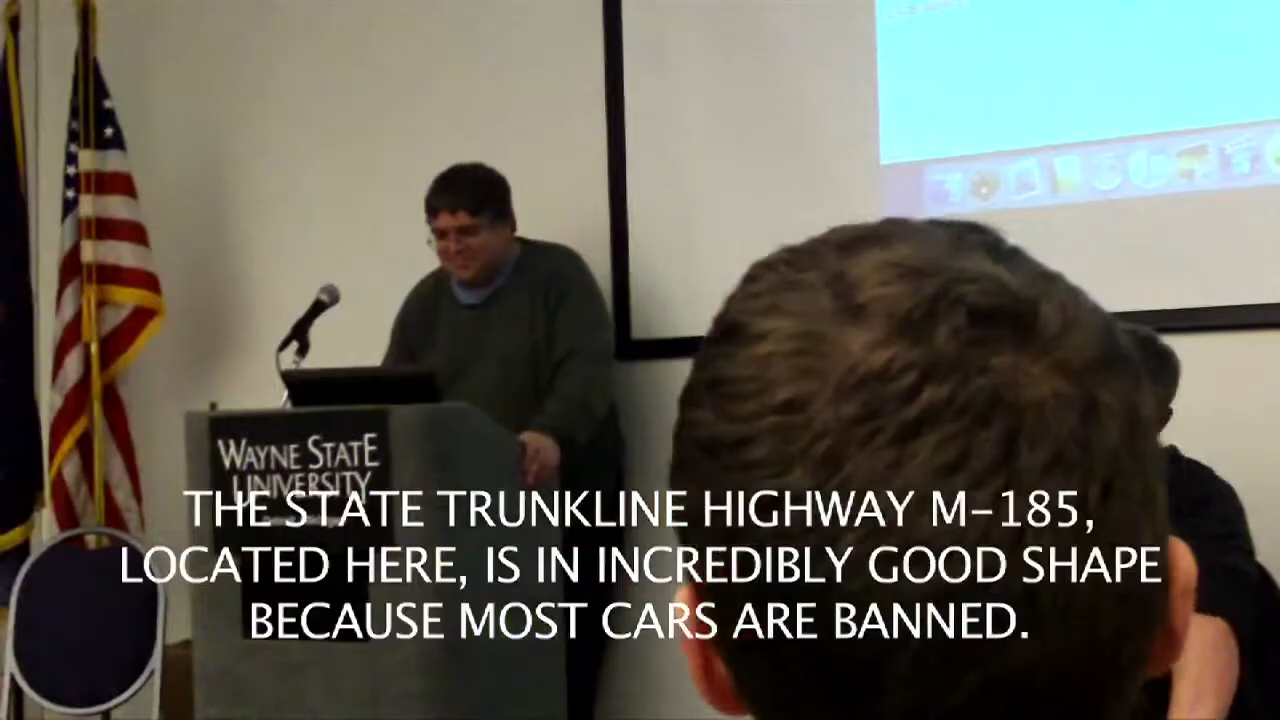 WAYNE STATE
UNIVERSITY
THE STATE TRUNKLINE HIGHWAY M-185,
LOCATED HERE, IS IN INCREDIBLY GOOD SHAPE
BECAUSE MOST CARS ARE BANNED.